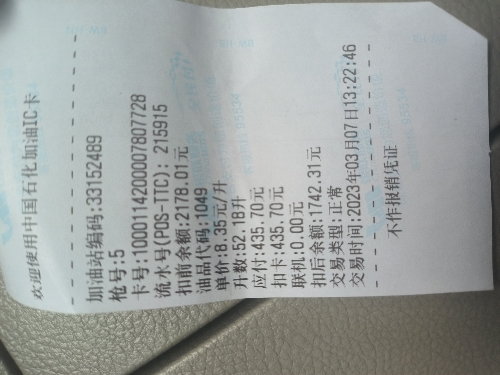 欢迎使用中国石化加油IC卡
加油站编码:33152489
枪号:5
卡号:1000114200007807728
流水号(POS-TTC): 215915
扣前余额:2178.01元
油品代码:1049
单价:8.35元/升
升数:52.18升
应付:435.70元
扣卡:435.70元
联机:0.00元
扣后余额:1742.31元
交易类型:正常
交易时间:2023年03月07日13:22:46
不作报销凭证